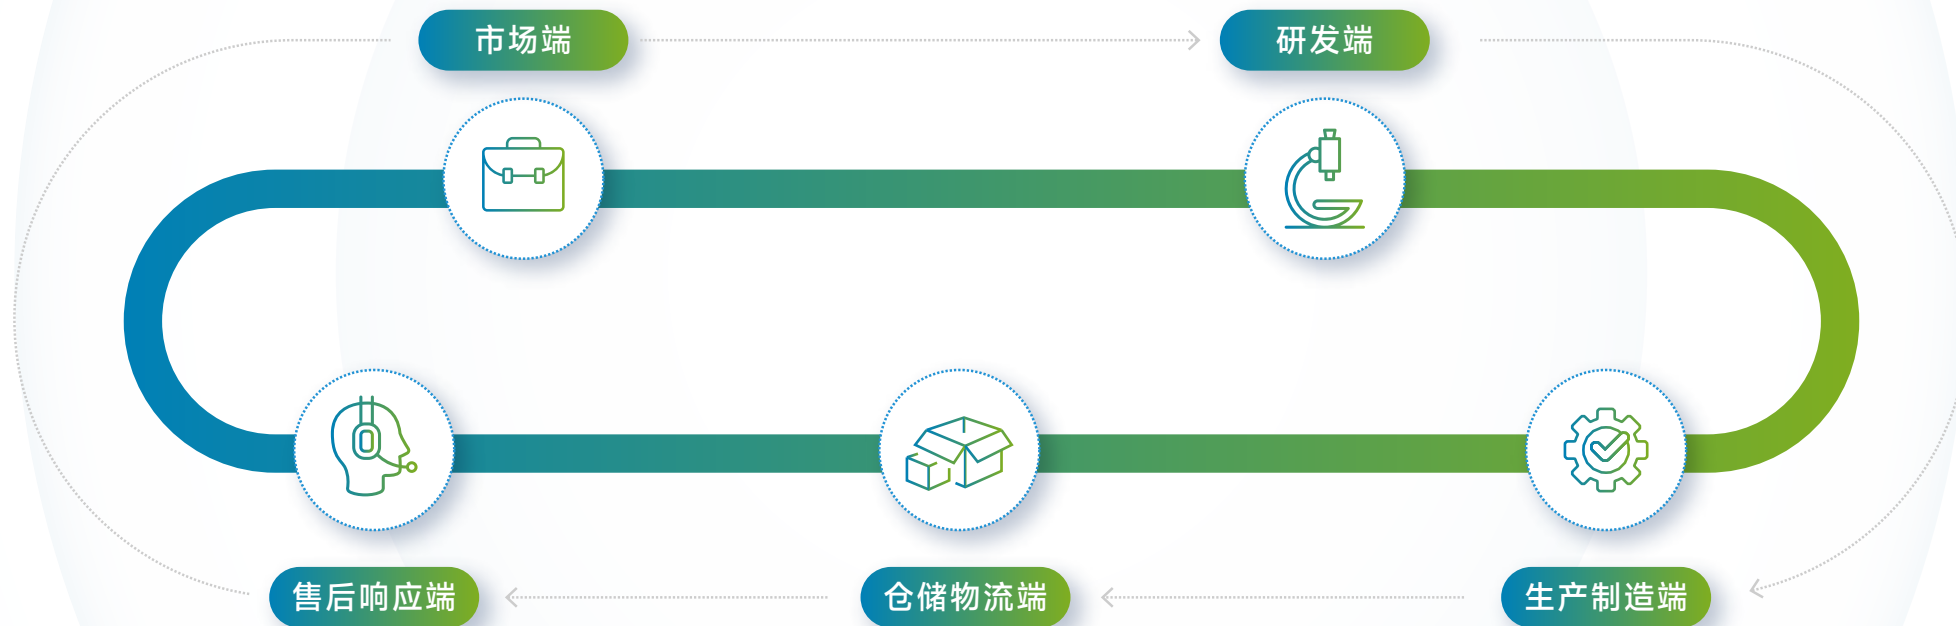 市场端
研发端
售后响应端
仓储物流端
生产制造端